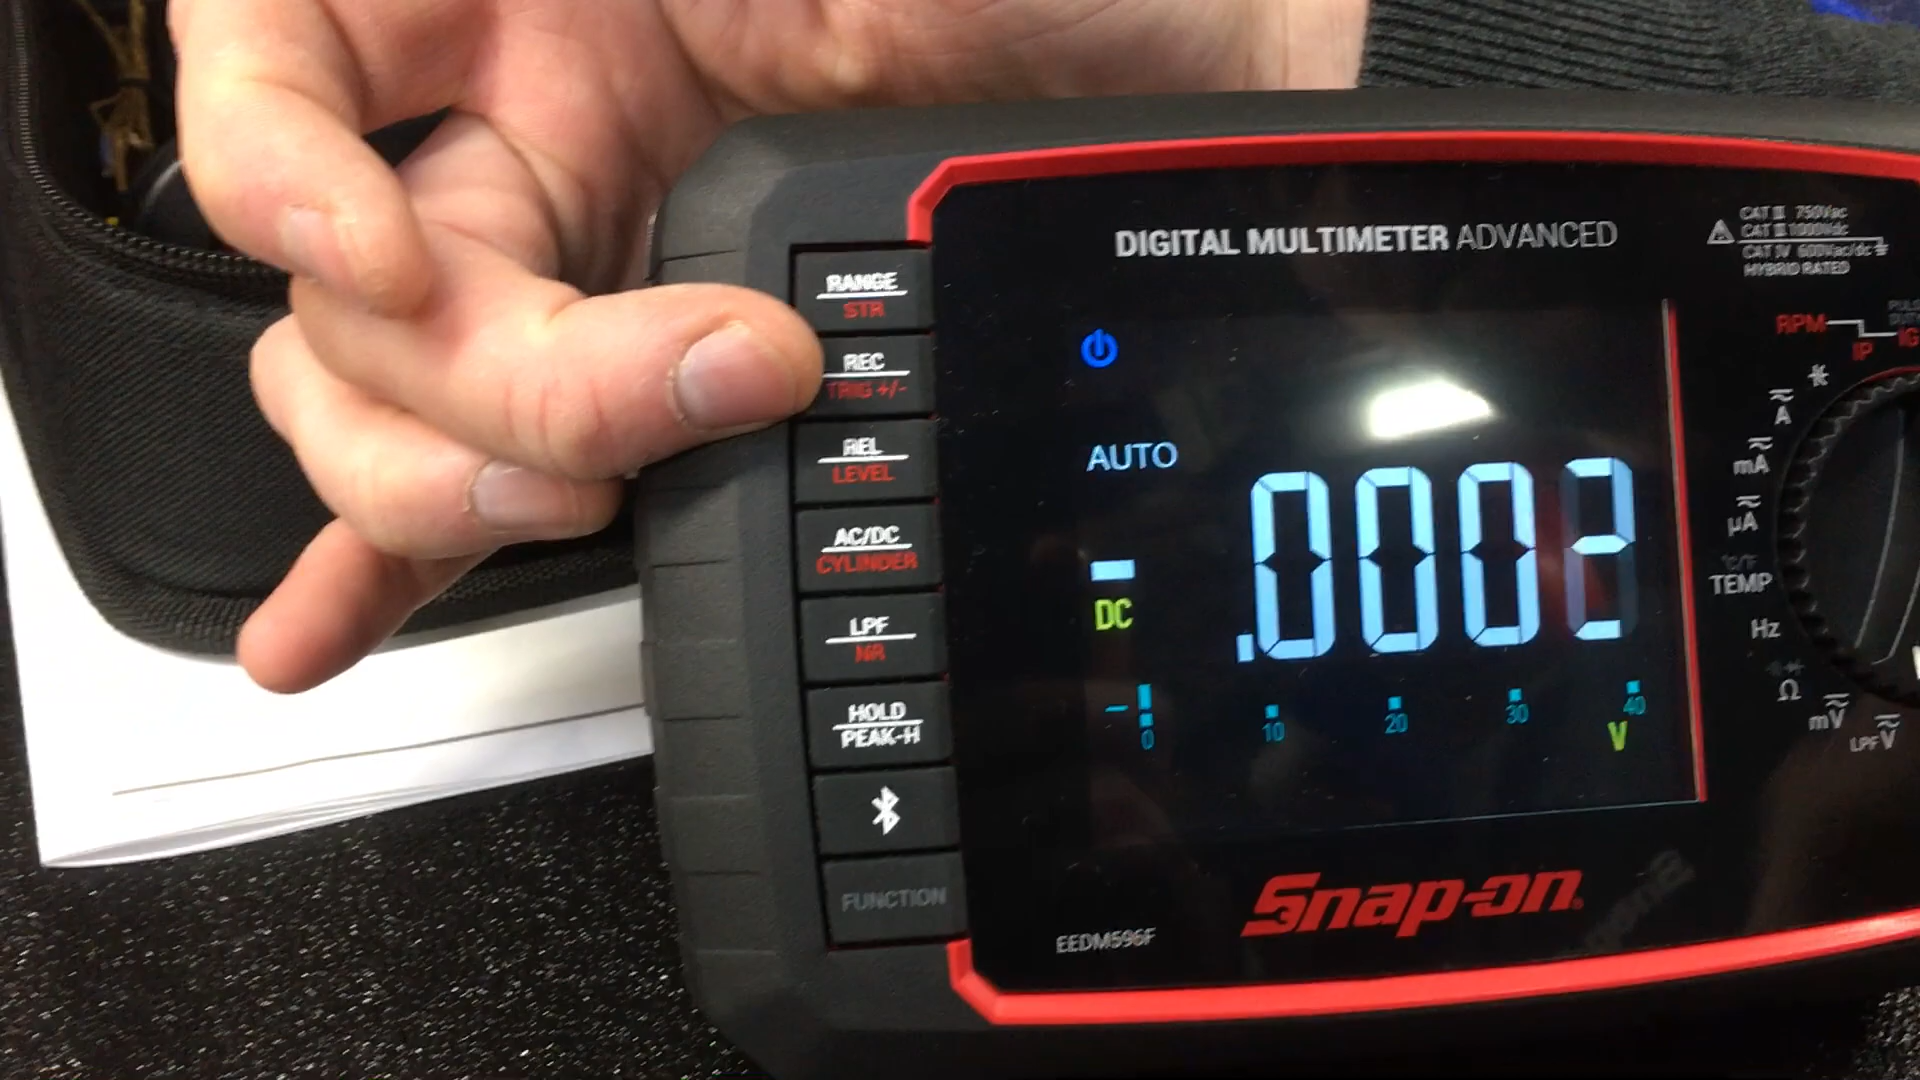 DIGITAL MULTIMETER ADVANCED
CAT II 750Vac
CAT III 1000Vdc
CAT IV 600Vac/dc
HYBRID RATED
RANGE
STR
REC
TRIG +/-
REL
LEVEL
AC/DC
CYLINDER
LPF
NR
HOLD
PEAK-H
FUNCTION
AUTO
-.0002
DC
- 0 10 20 30 40
V
Snap-on
EEDM596F
RPM
IP
IG
A
mA
µA
°C/°F
TEMP
Hz
Ω
mV
LPF V